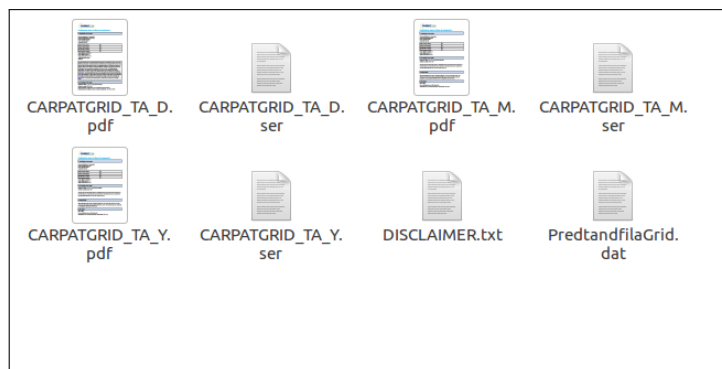 CARPATGRID_TA_D.
pdf
CARPATGRID_TA_D.
ser
CARPATGRID_TA_M.
pdf
CARPATGRID_TA_M.
ser
CARPATGRID_TA_Y.
pdf
CARPATGRID_TA_Y.
ser
DISCLAIMER.txt
PredtandfilaGrid.
dat